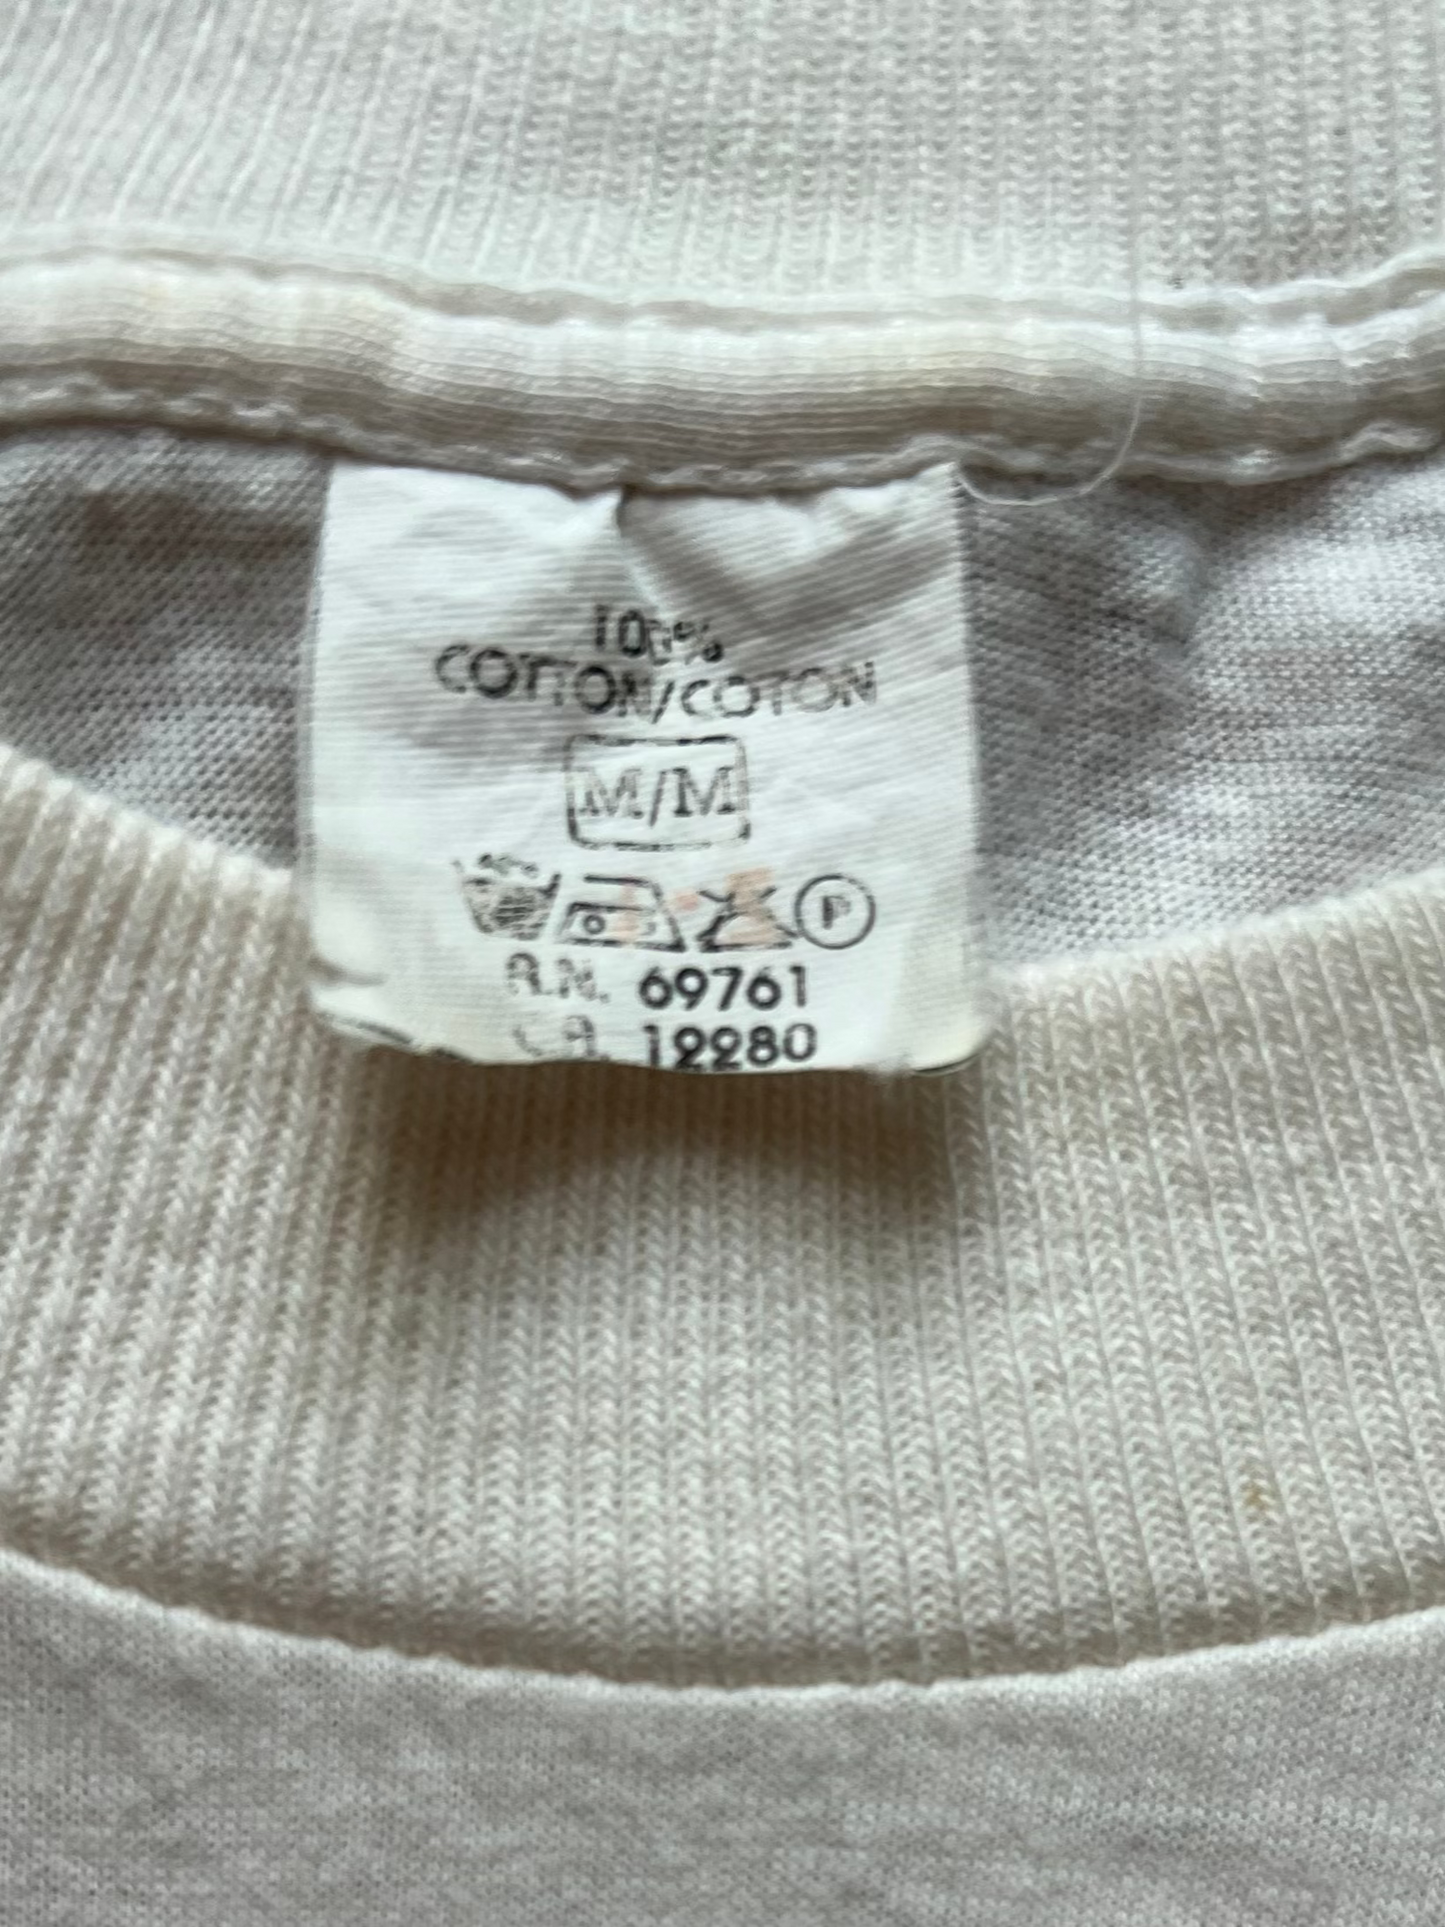 100%
COTTON/COTON
M/M
P
R.N. 69761
C.A. 12280